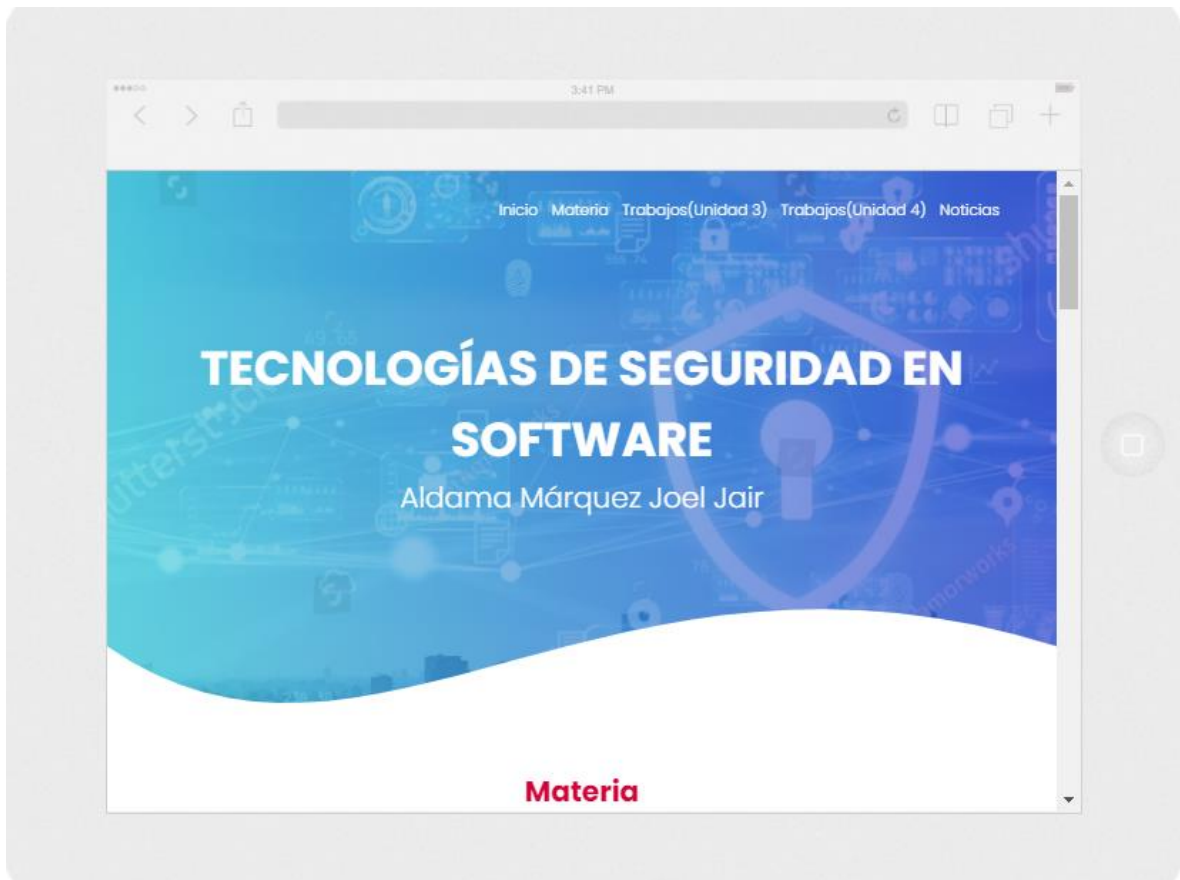 3:41 PM
Inicio Materia Trabajos(Unidad 3) Trabajos(Unidad 4) Noticias
TECNOLOGÍAS DE SEGURIDAD EN
SOFTWARE
Aldama Márquez Joel Jair
Materia